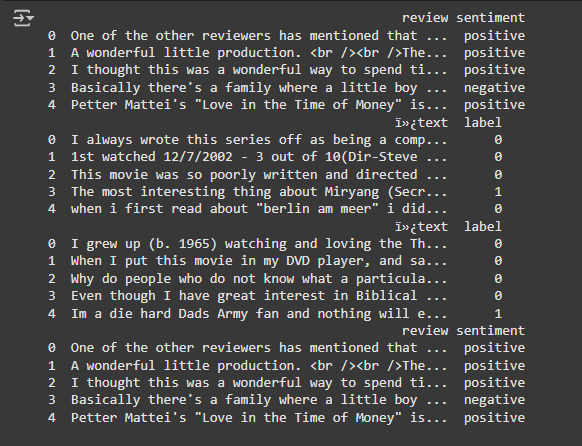 review sentiment
0 One of the other reviewers has mentioned that ... positive
1 A wonderful little production. <br /><br />The... positive
2 I thought this was a wonderful way to spend ti... positive
3 Basically there's a family where a little boy ... negative
4 Petter Mattei's "Love in the Time of Money" is... positive
ï»¿text label
0 I always wrote this series off as being a comp... 0
1 1st watched 12/7/2002 - 3 out of 10(Dir-Steve ... 0
2 This movie was so poorly written and directed ... 0
3 The most interesting thing about Miryang (Secr... 1
4 when i first read about "berlin am meer" i did... 0
ï»¿text label
0 I grew up (b. 1965) watching and loving the Th... 0
1 When I put this movie in my DVD player, and sa... 0
2 Why do people who do not know what a particula... 0
3 Even though I have great interest in Biblical ... 0
4 Im a die hard Dads Army fan and nothing will e... 1
review sentiment
0 One of the other reviewers has mentioned that ... positive
1 A wonderful little production. <br /><br />The... positive
2 I thought this was a wonderful way to spend ti... positive
3 Basically there's a family where a little boy ... negative
4 Petter Mattei's "Love in the Time of Money" is... positive